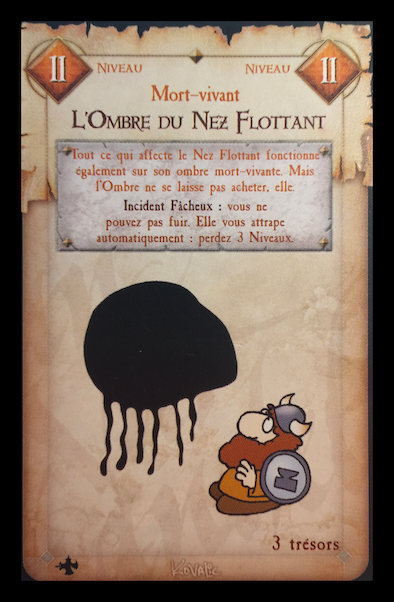 II NIVEAU NIVEAU II
Mort-vivant
L'OMBRE DU NEZ FLOTTANT
Tout ce qui affecte le Nez Flottant fonctionne
également sur son ombre mort-vivante. Mais
l'Ombre ne se laisse pas acheter, elle.
Incident Fâcheux : vous ne
pouvez pas fuir. Elle vous attrape
automatiquement : perdez 3 Niveaux.
M
3 trésors
KOVALIC